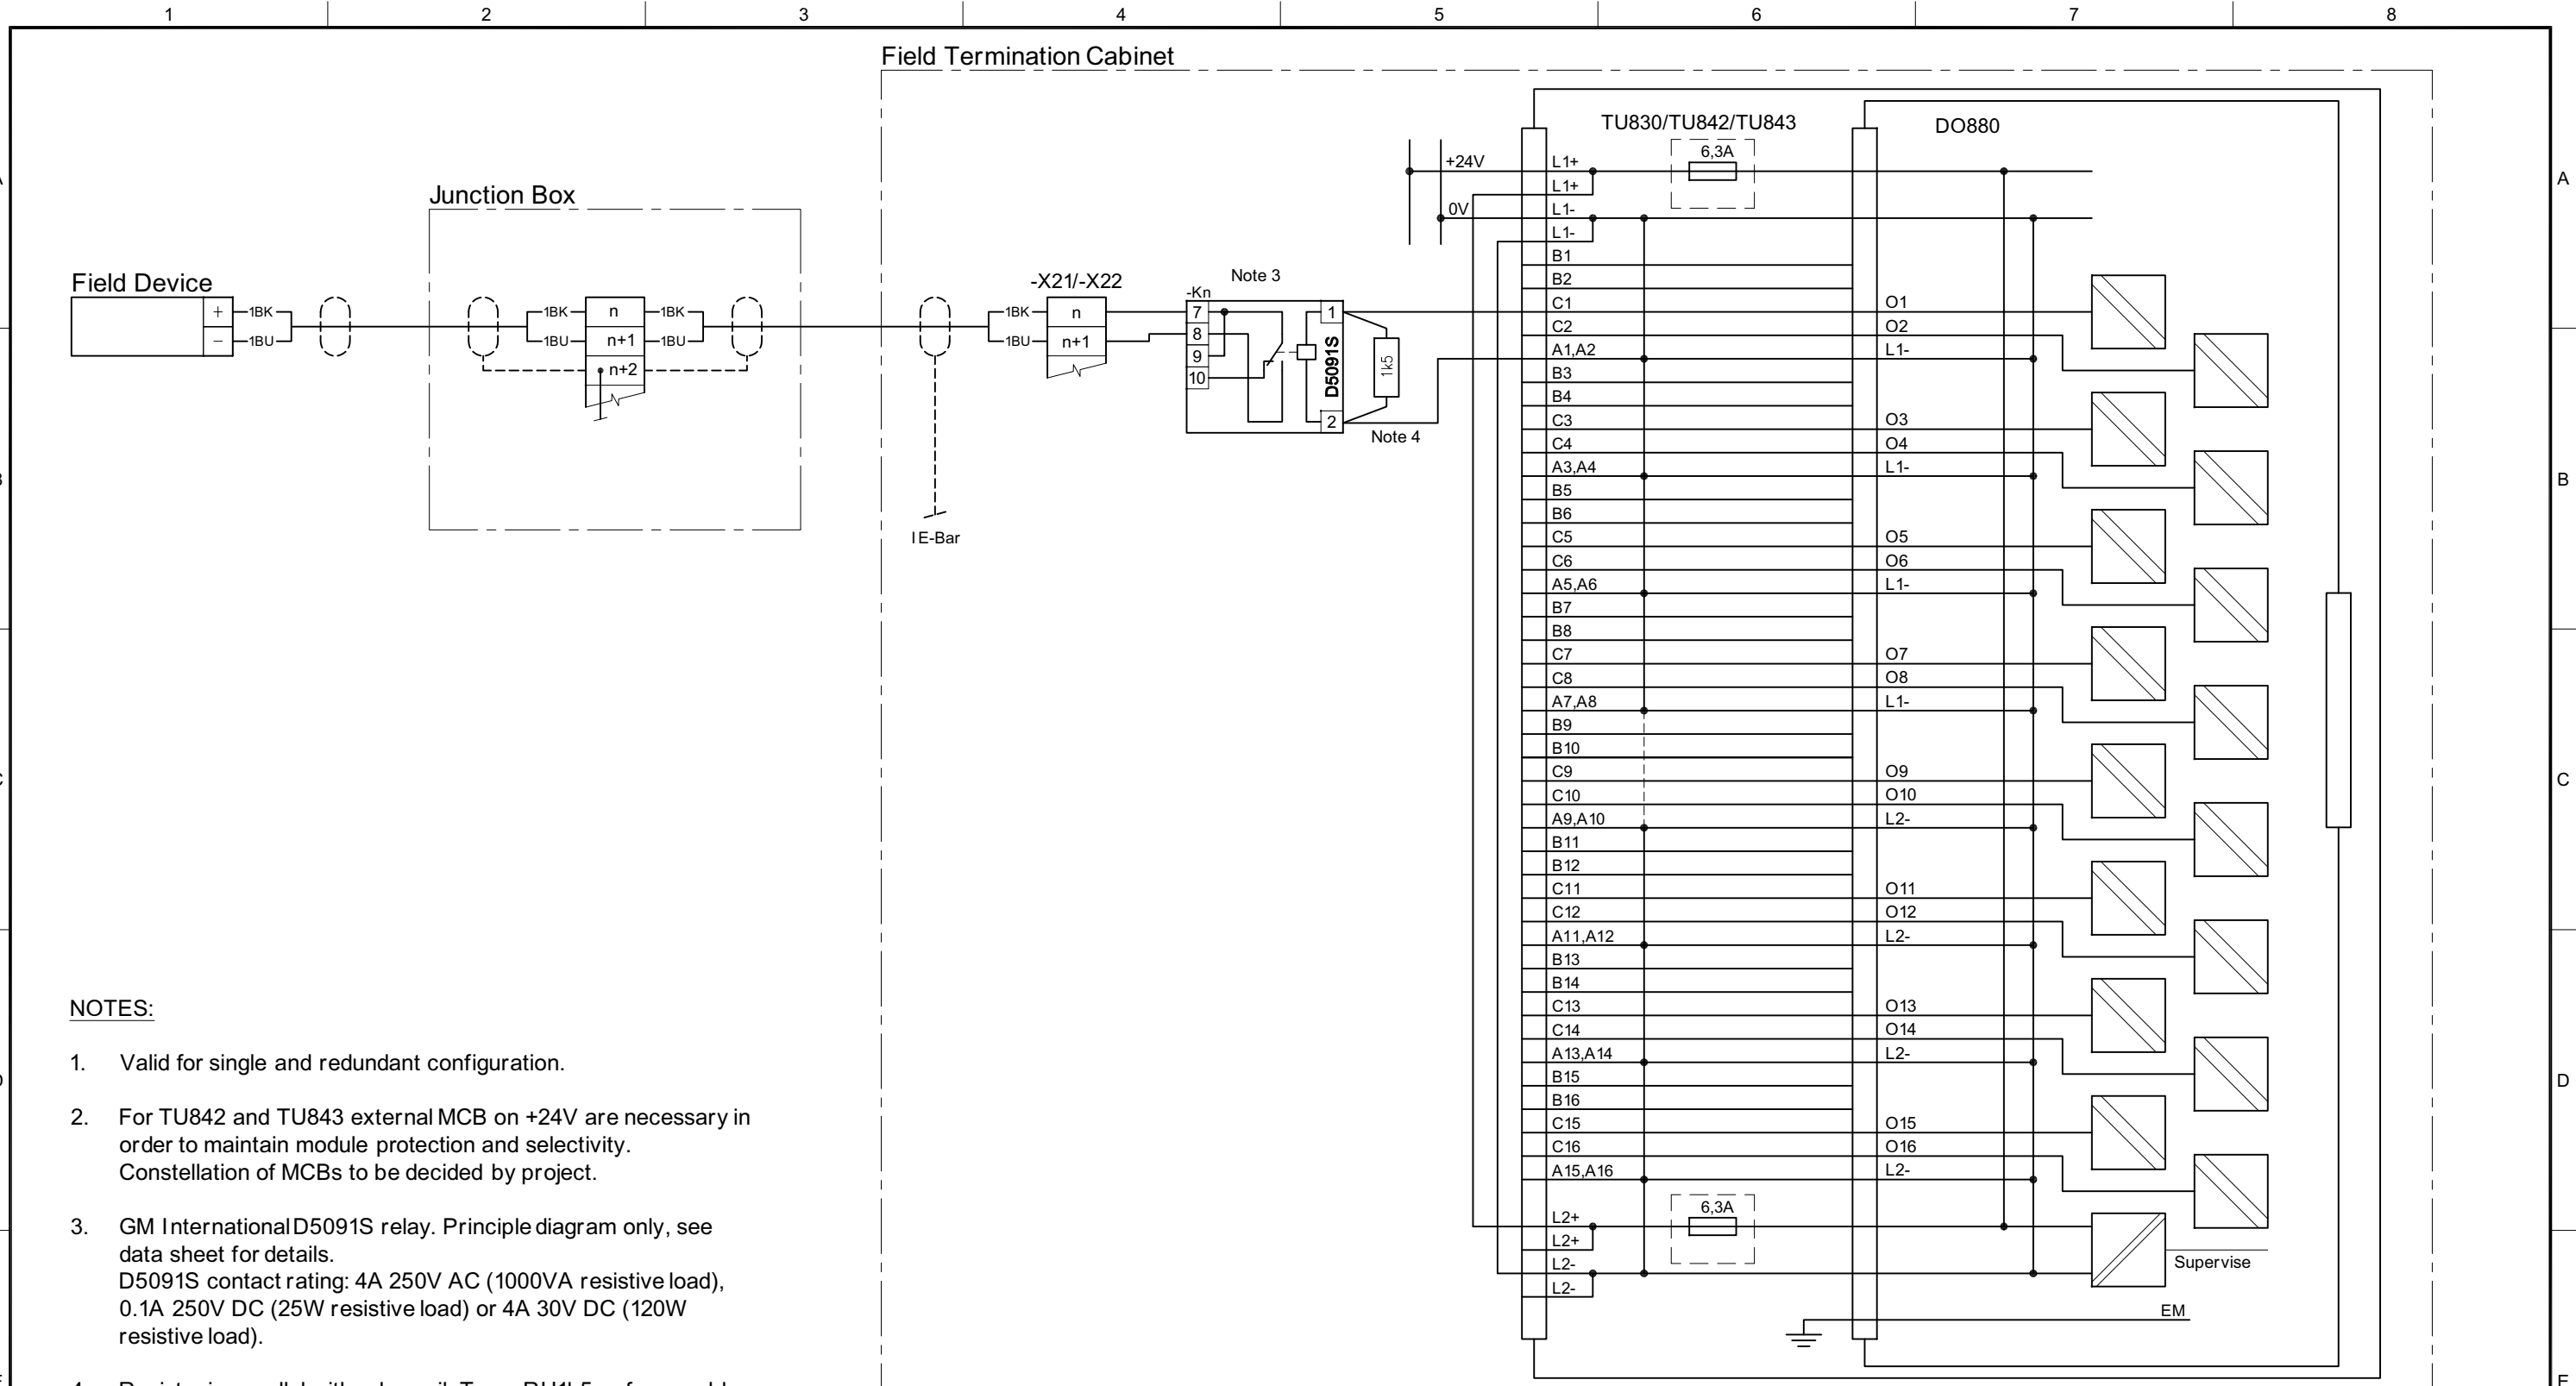 1 2 3 4 5 6 7 8
Field Termination Cabinet
TU830/TU842/TU843
DO880
6,3A
+24V
L1+
L1+
0V
L1-
L1-
A
A
Junction Box
Field Device
+
−
1BK
1BU
1BK
1BU
n
n+1
n+2
1BK
1BU
1BK
1BU
IE-Bar
-X21/-X22
n
n+1
-Kn
Note 3
7
8
9
10
1
2
D5091S
1k5
Note 4
B1
B2
C1 O1
C2 O2
A1,A2 L1-
B3
B4
C3 O3
C4 O4
A3,A4 L1-
B
B5
B6
C5 O5
C6 O6
A5,A6 L1-
B7
B8
C7 O7
C8 O8
A7,A8 L1-
B9
B10
C9 O9
C
C10 O10
A9,A10 L2-
B11
B12
C11 O11
C12 O12
A11,A12 L2-
B13
B14
C13 O13
C14 O14
A13,A14 L2-
B15
D
B16
C15 O15
C16 O16
A15,A16 L2-
6,3A
L2+
L2+
L2-
L2-
Supervise
EM
NOTES:
1. Valid for single and redundant configuration.
2. For TU842 and TU843 external MCB on +24V are necessary in
order to maintain module protection and selectivity.
Constellation of MCBs to be decided by project.
3. GM International D5091S relay. Principle diagram only, see
data sheet for details.
D5091S contact rating: 4A 250V AC (1000VA resistive load),
0.1A 250V DC (25W resistive load) or 4A 30V DC (120W
resistive load).